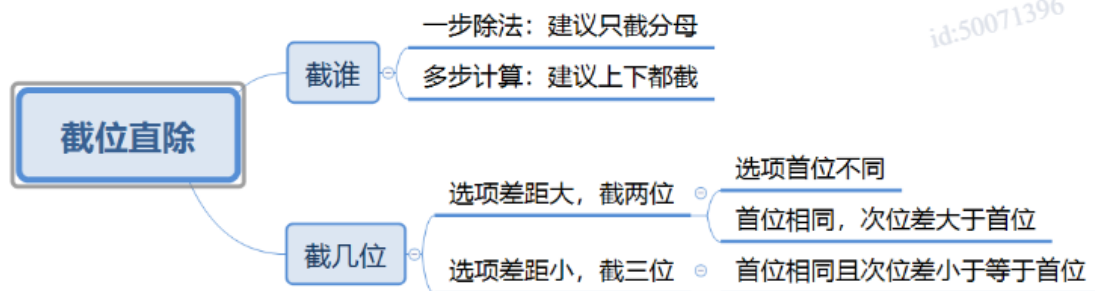 id:50071396
一步除法：建议只截分母
截谁
多步计算：建议上下都截
截位直除
选项首位不同
选项差距大，截两位
首位相同，次位差大于首位
截几位
选项差距小，截三位
首位相同且次位差小于等于首位